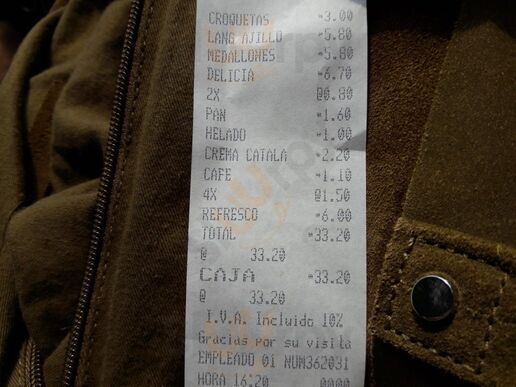 CROQUETAS *3.00
LANG AJILLO *5.80
MEDALLONES *5.80
DELICIA *6.70
2X @0.80
PAN *1.60
HELADO *1.00
CREMA CATALA *2.20
CAFE *1.10
4X @1.50
REFRESCO *6.00
TOTAL *33.20
@ 33.20
CAJA *33.20
@ 33.20
I.V.A. Incluido 10%
Gracias por su visita
EMPLEADO 01 NUM362031
HORA 16:20 0000